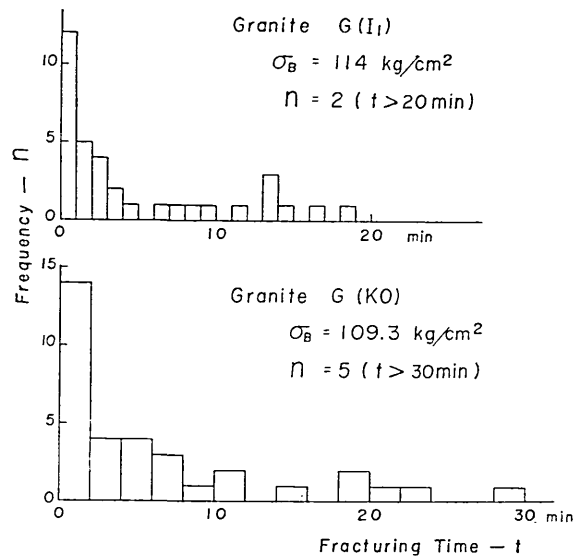 Granite G (I1)
σB = 114 kg/cm2
n = 2 ( t > 20 min )
10
5
0
0 10 20 min
Frequency — n
Granite G (KO)
σB = 109.3 kg/cm2
n = 5 ( t > 30 min )
15
10
5
0
0 10 20 30 min
Fracturing Time — t